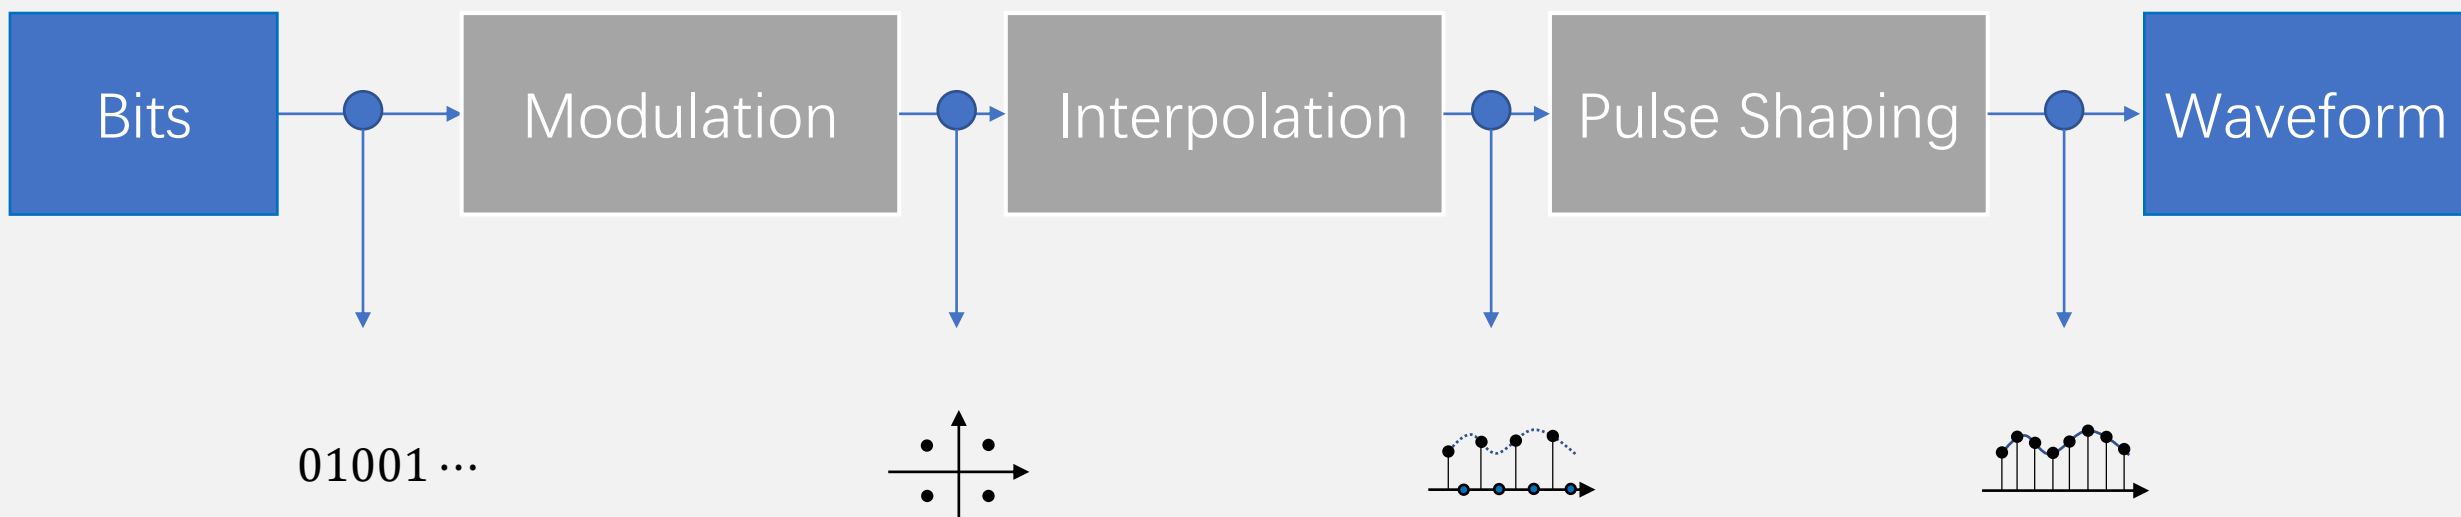 Bits
Modulation
Interpolation
Pulse Shaping
Waveform
01001 ⋯